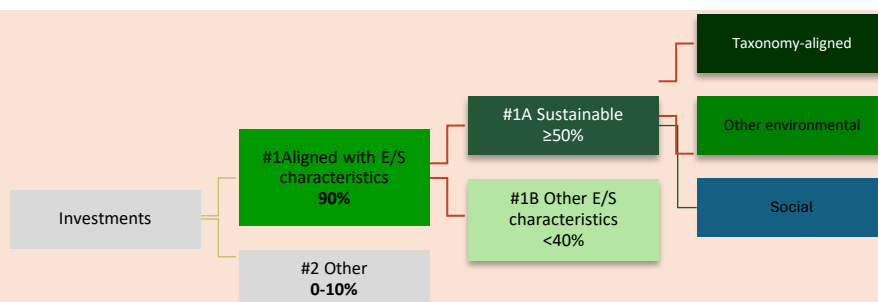 Taxonomy-aligned
#1A Sustainable
≥50%
Other environmental
#1Aligned with E/S
characteristics
90%
#1B Other E/S
characteristics
<40%
Social
Investments
#2 Other
0-10%